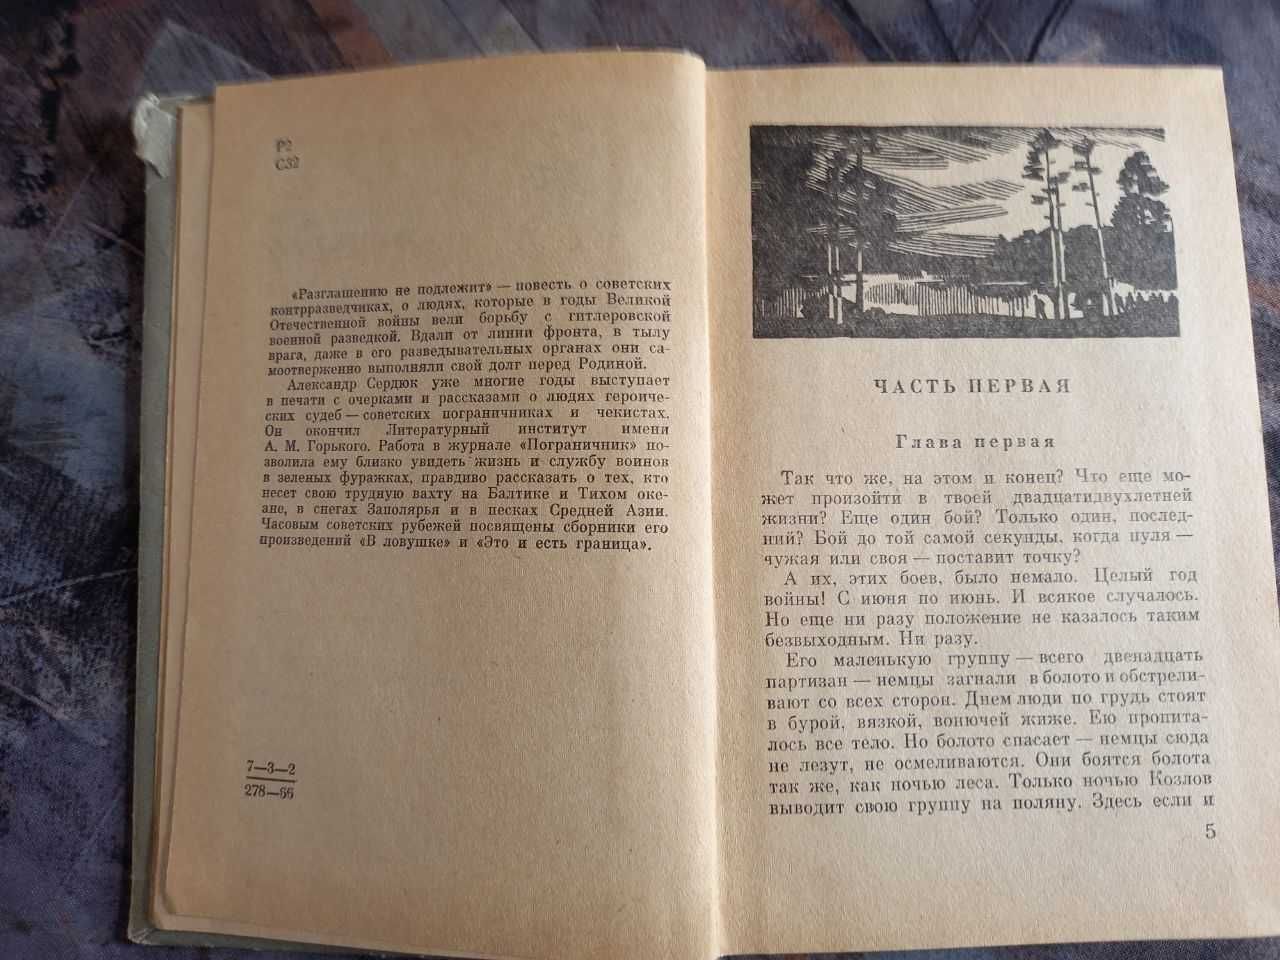 Р2
С32
«Разглашению не подлежит» — повесть о советских
контрразведчиках, о людях, которые в годы Великой
Отечественной войны вели борьбу с гитлеровской
военной разведкой. Вдали от линии фронта, в тылу
врага, даже в его разведывательных органах они са-
моотверженно выполняли свой долг перед Родиной.
Александр Сердюк уже многие годы выступает
в печати с очерками и рассказами о людях героиче-
ских судеб — советских пограничниках и чекистах.
Он окончил Литературный институт имени
А. М. Горького. Работа в журнале «Пограничник» по-
зволила ему близко увидеть жизнь и службу воинов
в зеленых фуражках, правдиво рассказать о тех, кто
несет свою трудную вахту на Балтике и Тихом оке-
ане, в снегах Заполярья и в песках Средней Азии.
Часовым советских рубежей посвящены сборники его
произведений «В ловушке» и «Это и есть граница».
7—3—2
278—66
ЧАСТЬ ПЕРВАЯ
Глава первая
Так что же, на этом и конец? Что еще мо-
жет произойти в твоей двадцатидвухлетней
жизни? Еще один бой? Только один, послед-
ний? Бой до той самой секунды, когда пуля —
чужая или своя — поставит точку?
А их, этих боев, было немало. Целый год
войны! С июня по июнь. И всякое случалось.
Но еще ни разу положение не казалось таким
безвыходным. Ни разу.
Его маленькую группу — всего двенадцать
партизан — немцы загнали в болото и обстрели-
вают со всех сторон. Днем люди по грудь стоят
в бурой, вязкой, вонючей жиже. Ею пропита-
лось все тело. Но болото спасает — немцы сюда
не лезут, не осмеливаются. Они боятся болота
так же, как ночью леса. Только ночью Козлов
выводит свою группу на поляну. Здесь если и
5